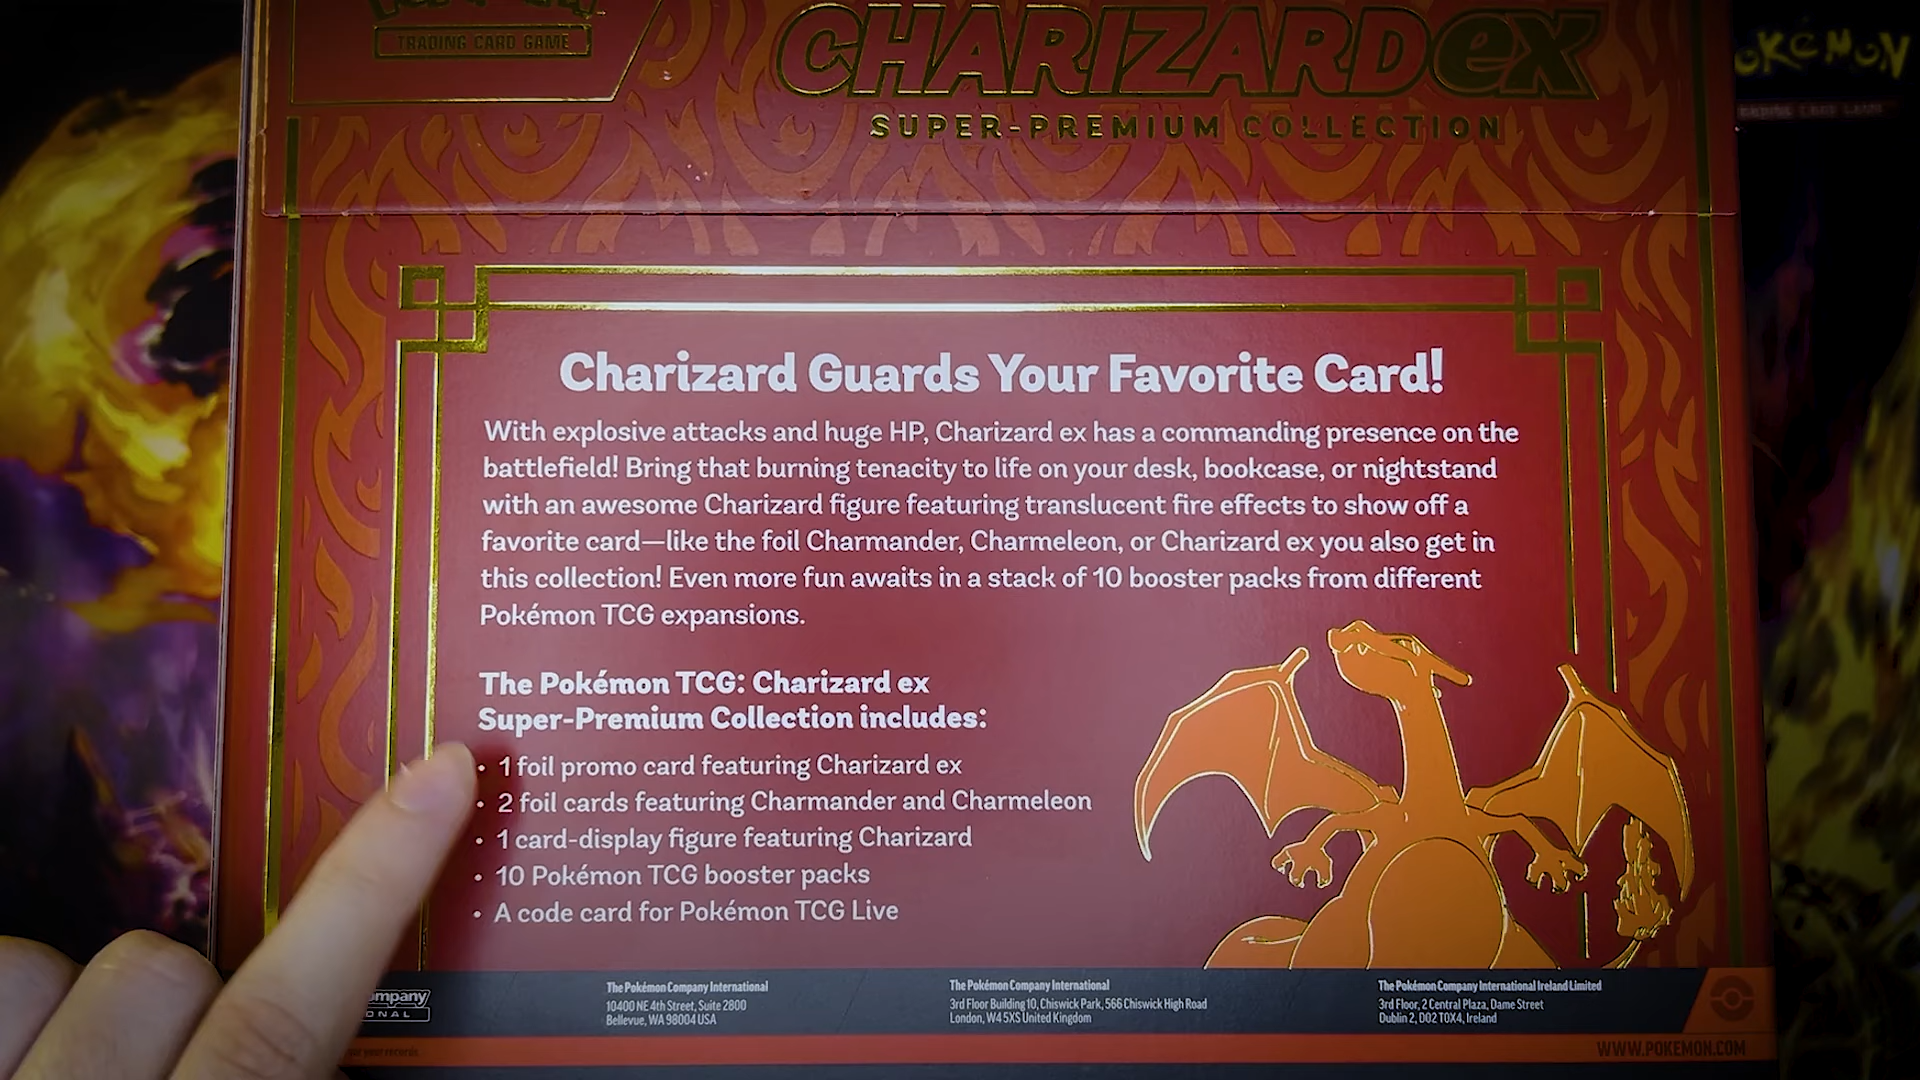 TRADING CARD GAME
CHARIZARD ex
SUPER-PREMIUM COLLECTION
POKÉMON
TRADING CARD GAME
Charizard Guards Your Favorite Card!
With explosive attacks and huge HP, Charizard ex has a commanding presence on the
battlefield! Bring that burning tenacity to life on your desk, bookcase, or nightstand
with an awesome Charizard figure featuring translucent fire effects to show off a
favorite card—like the foil Charmander, Charmeleon, or Charizard ex you also get in
this collection! Even more fun awaits in a stack of 10 booster packs from different
Pokémon TCG expansions.
The Pokémon TCG: Charizard ex
Super-Premium Collection includes:
• 1 foil promo card featuring Charizard ex
• 2 foil cards featuring Charmander and Charmeleon
• 1 card-display figure featuring Charizard
• 10 Pokémon TCG booster packs
• A code card for Pokémon TCG Live
The Pokémon Company International
10400 NE 4th Street, Suite 2800
Bellevue, WA 98004 USA
The Pokémon Company International
3rd Floor Building 10, Chiswick Park, 566 Chiswick High Road
London, W4 5XS United Kingdom
The Pokémon Company International Ireland Limited
3rd Floor, 2 Central Plaza, Dame Street
Dublin 2, D02 T0X4, Ireland
your records.
WWW.POKEMON.COM